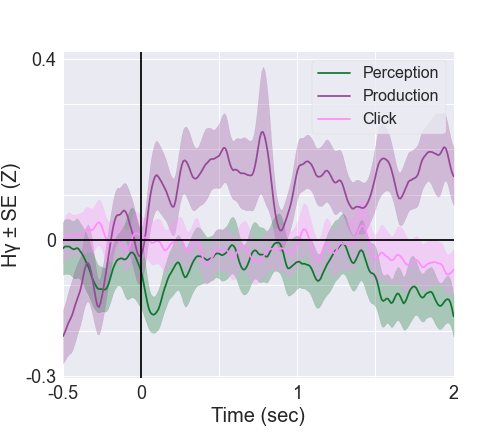 0.4
0
-0.3
Hγ ± SE (Z)
Perception
Production
Click
-0.5
0
1
2
Time (sec)